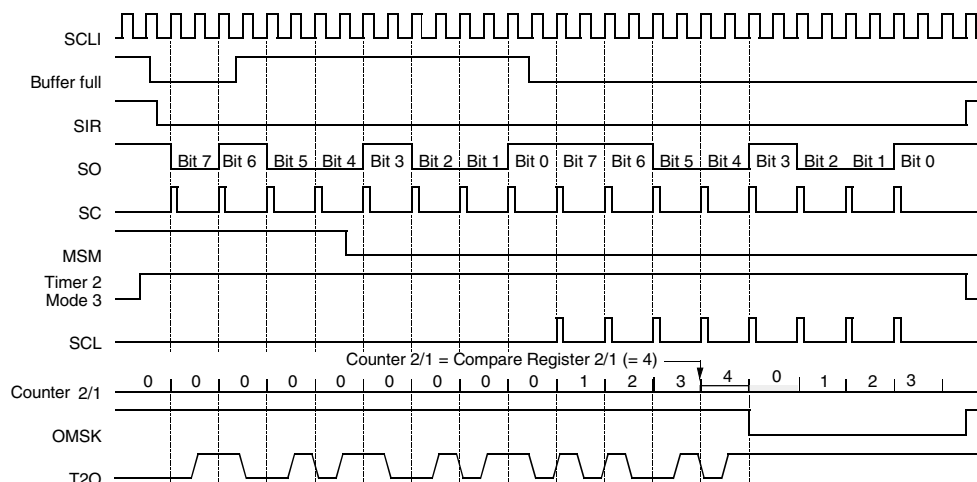 SCLI
Buffer full
SIR
SO
Bit 7 Bit 6 Bit 5 Bit 4 Bit 3 Bit 2 Bit 1 Bit 0 Bit 7 Bit 6 Bit 5 Bit 4 Bit 3 Bit 2 Bit 1 Bit 0
SC
MSM
Timer 2
Mode 3
SCL
Counter 2/1 = Compare Register 2/1 (= 4)
Counter 2/1
0 0 0 0 0 0 0 0 0 1 2 3 4 0 1 2 3
OMSK
T2O